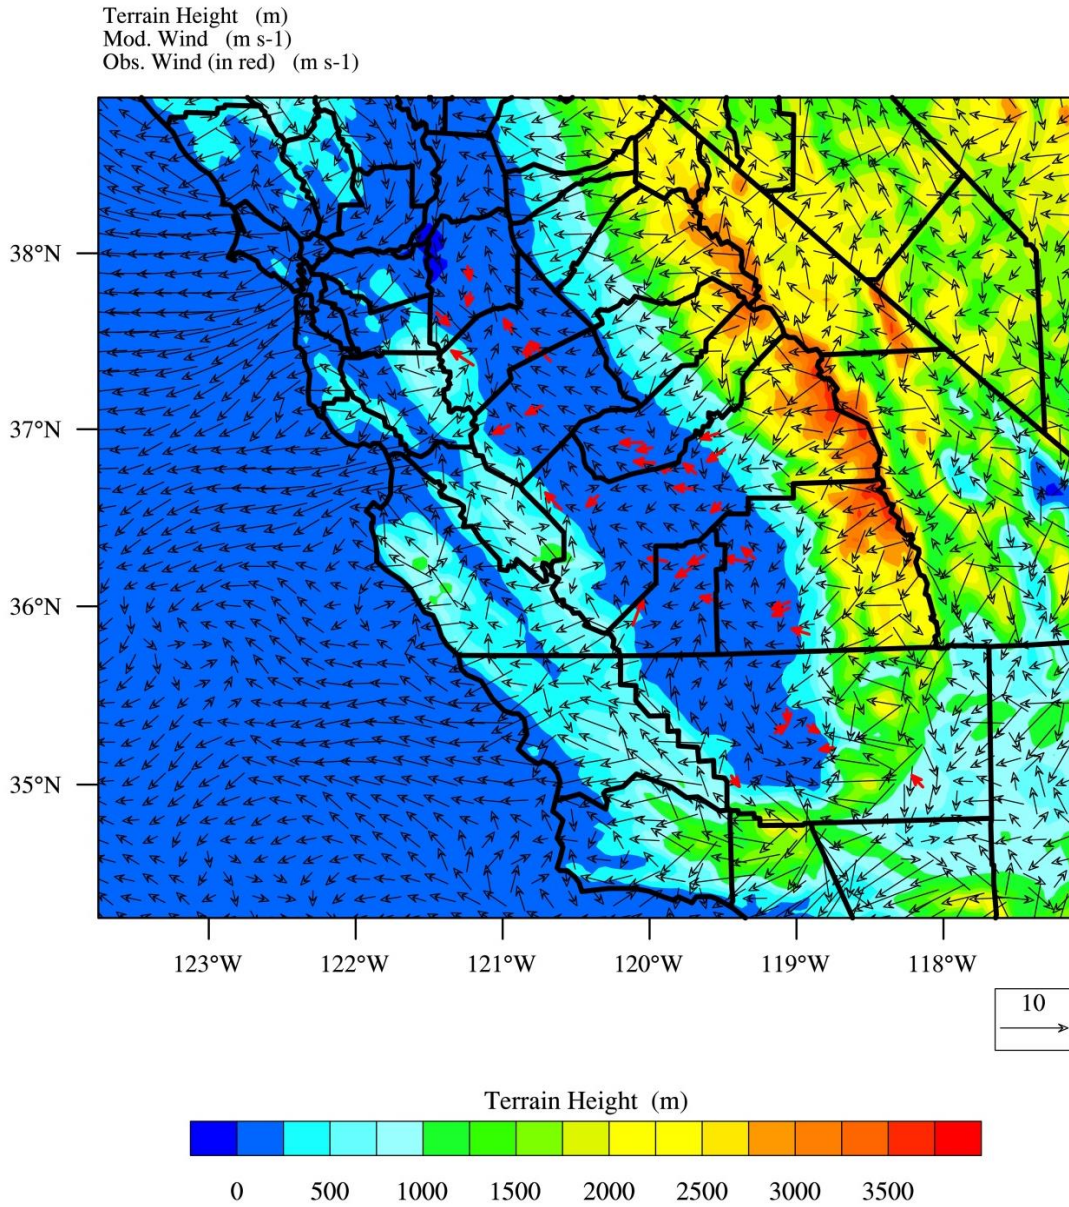 Terrain Height (m)
Mod. Wind (m s-1)
Obs. Wind (in red) (m s-1)
38°N
37°N
36°N
35°N
123°W 122°W 121°W 120°W 119°W 118°W
10
Terrain Height (m)
0 500 1000 1500 2000 2500 3000 3500